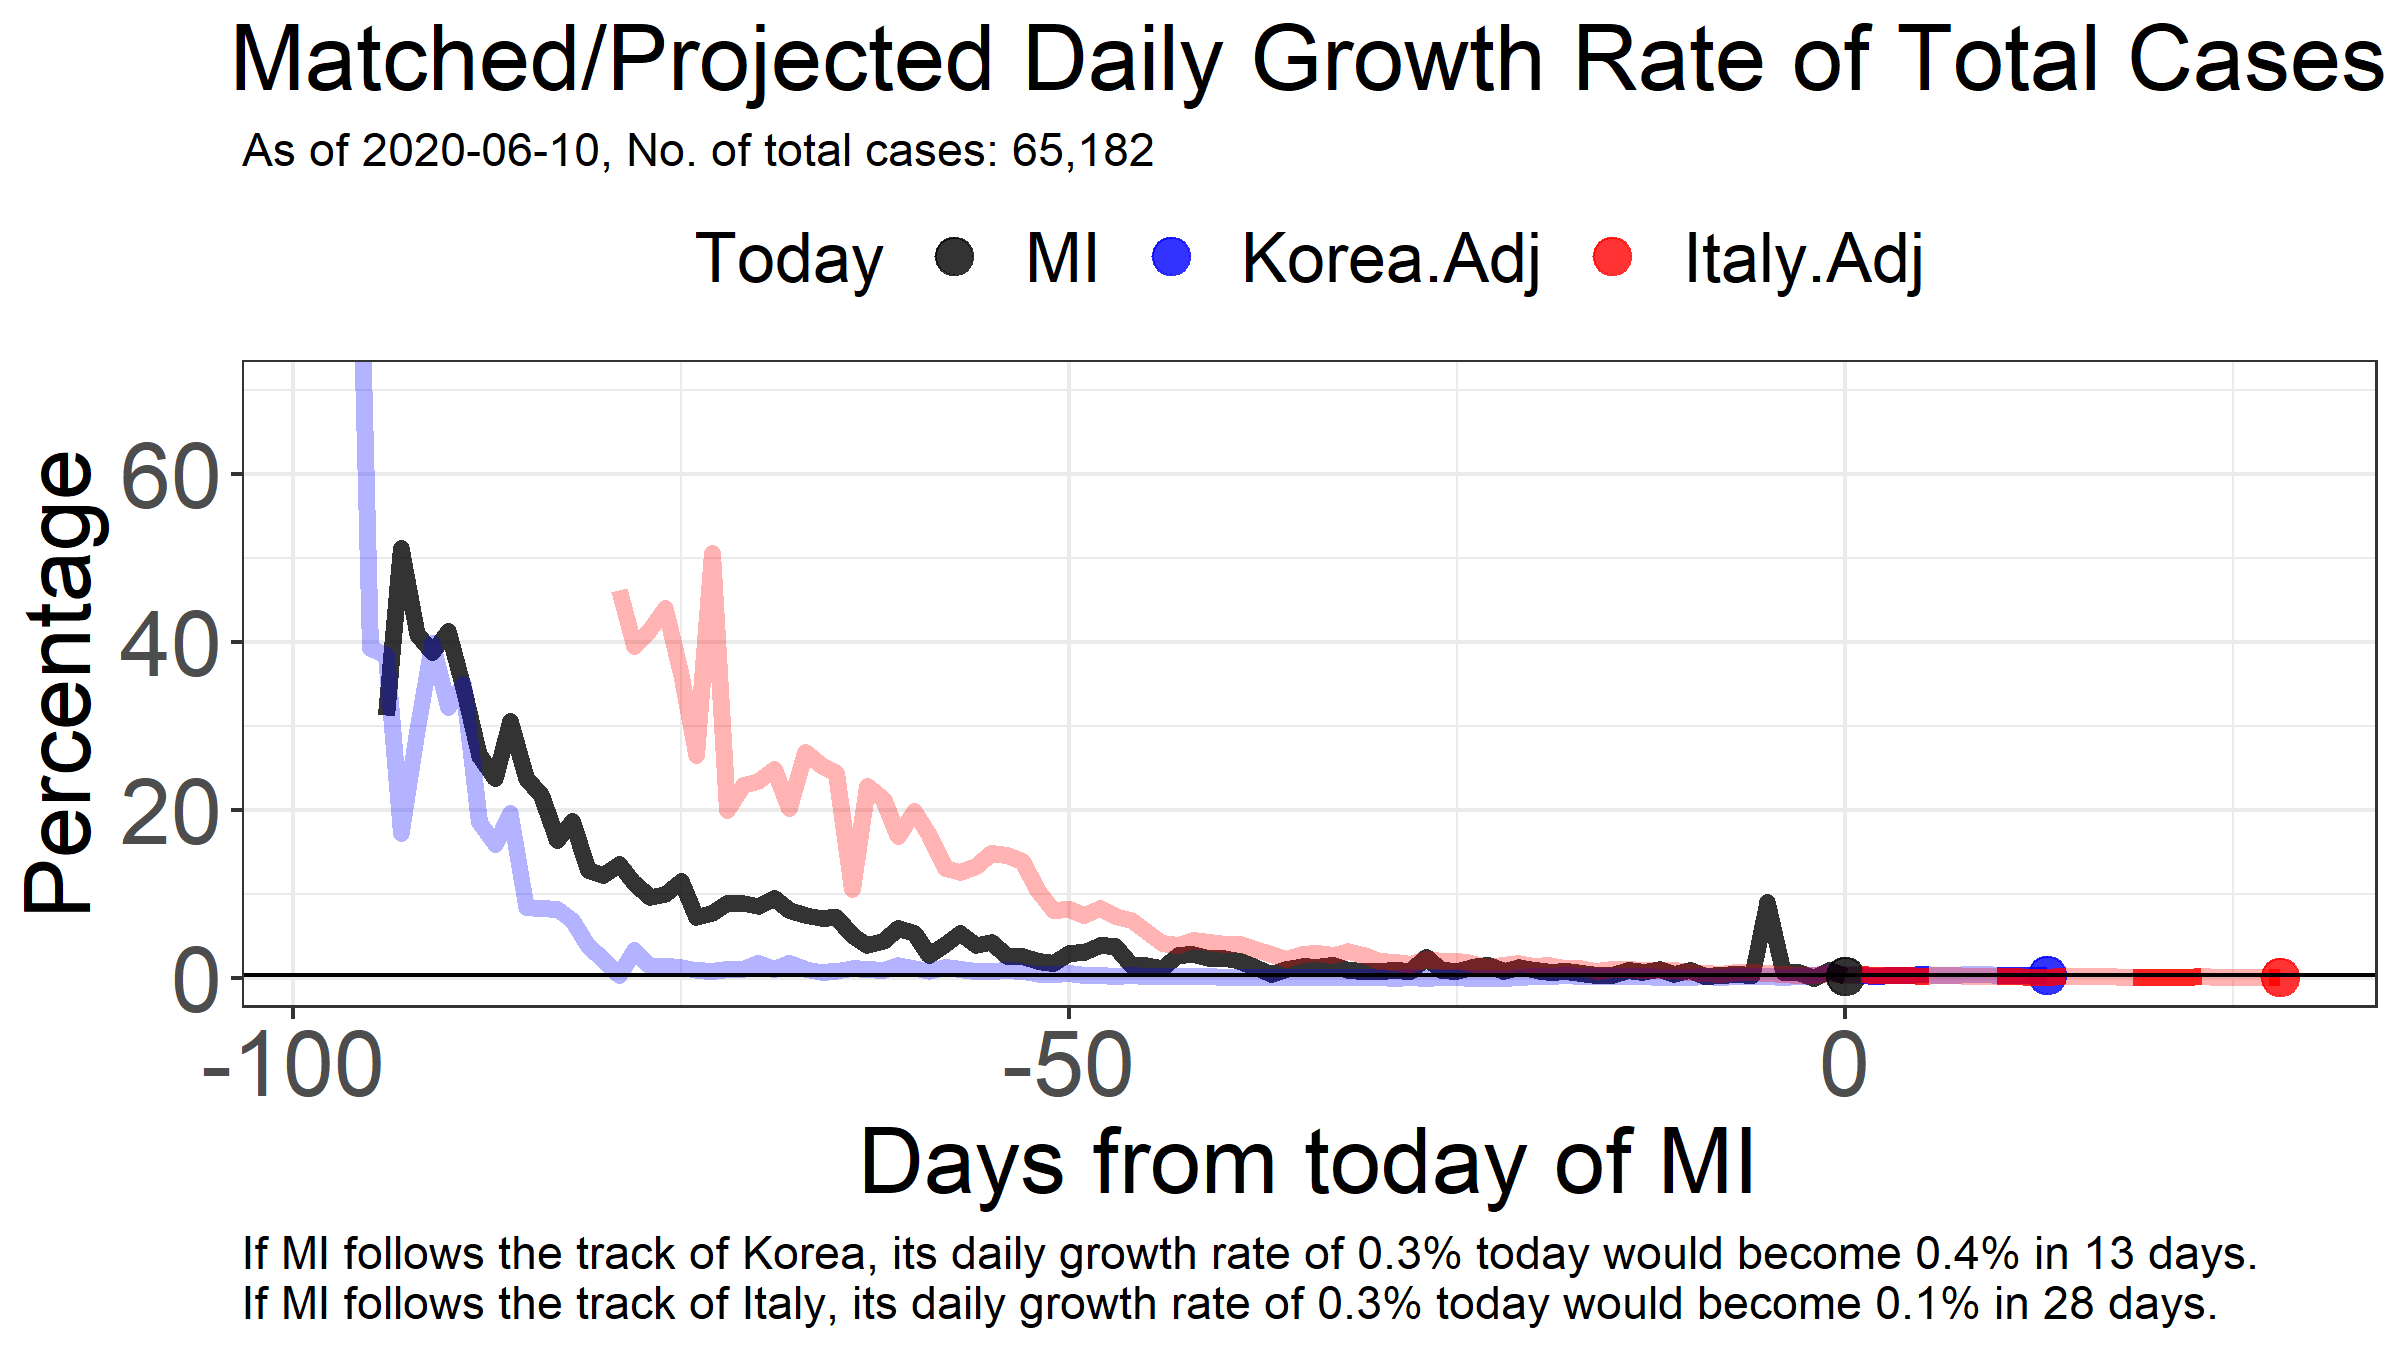 Matched/Projected Daily Growth Rate of Total Cases
As of 2020-06-10, No. of total cases: 65,182
Today MI Korea.Adj Italy.Adj
Percentage
60
40
20
0
-100 -50 0
Days from today of MI
If MI follows the track of Korea, its daily growth rate of 0.3% today would become 0.4% in 13 days.
If MI follows the track of Italy, its daily growth rate of 0.3% today would become 0.1% in 28 days.